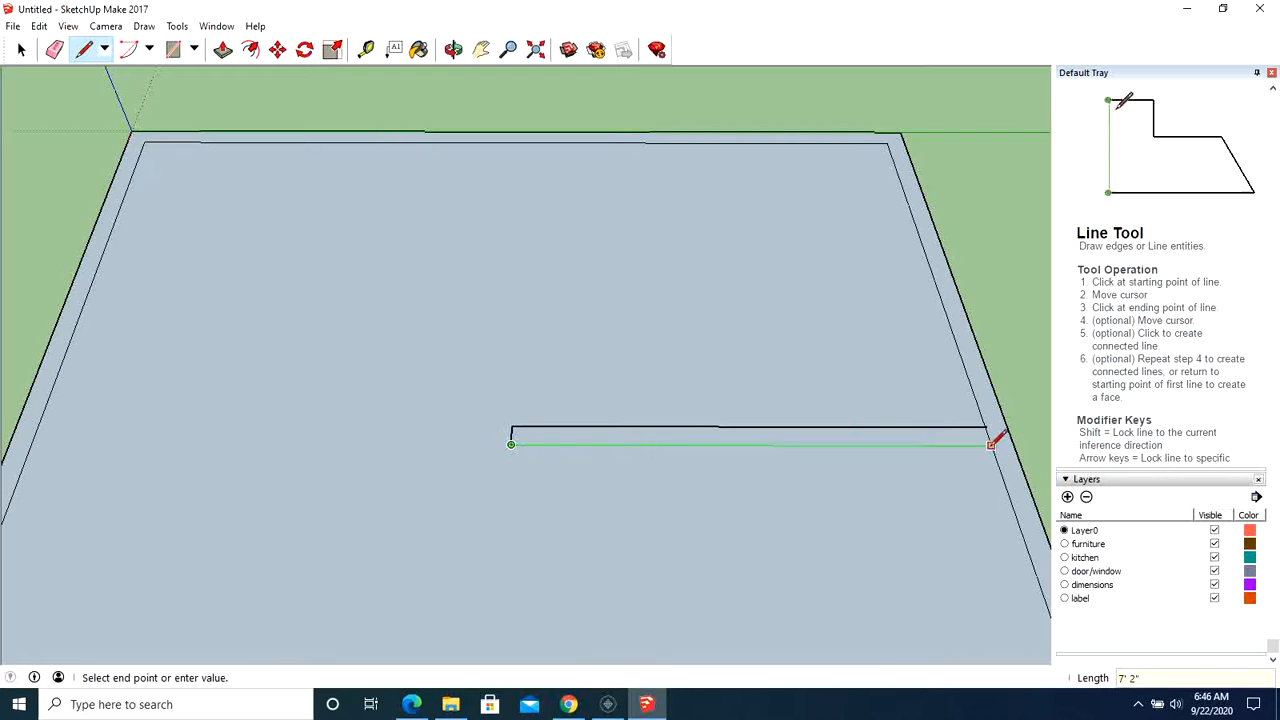 Untitled - SketchUp Make 2017
File Edit View Camera Draw Tools Window Help
A1
Default Tray
Line Tool
Draw edges or Line entities.
Tool Operation
1. Click at starting point of line.
2. Move cursor.
3. Click at ending point of line.
4. (optional) Move cursor.
5. (optional) Click to create
connected line.
6. (optional) Repeat step 4 to create
connected lines, or return to
starting point of first line to create
a face.
Modifier Keys
Shift = Lock line to the current
inference direction
Arrow keys = Lock line to specific
Layers
Name Visible Color
Layer0
furniture
kitchen
door/window
dimensions
label
Select end point or enter value.
Length 7' 2"
Type here to search
6:46 AM
9/22/2020